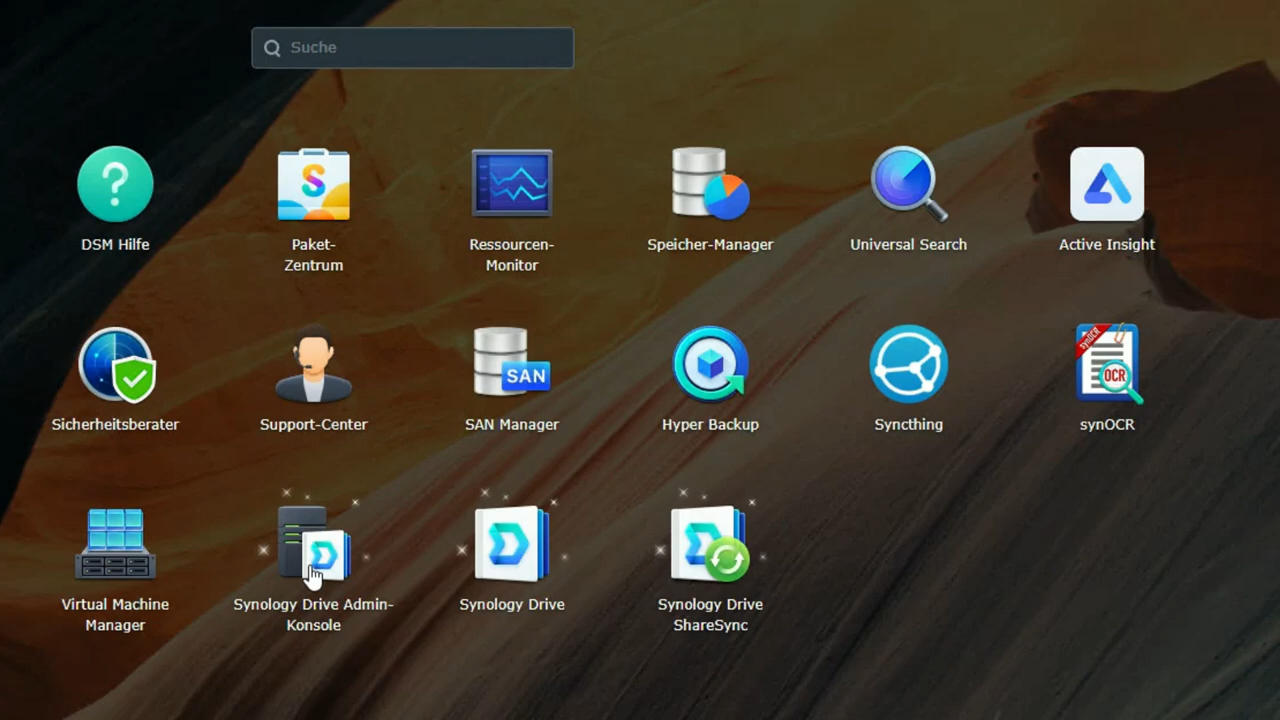 Suche
DSM Hilfe
Paket-
Zentrum
Ressourcen-
Monitor
Speicher-Manager
Universal Search
Active Insight
Sicherheitsberater
Support-Center
SAN
SAN Manager
Hyper Backup
Syncthing
synOCR
OCR
synOCR
Virtual Machine
Manager
Synology Drive Admin-
Konsole
Synology Drive
Synology Drive
ShareSync